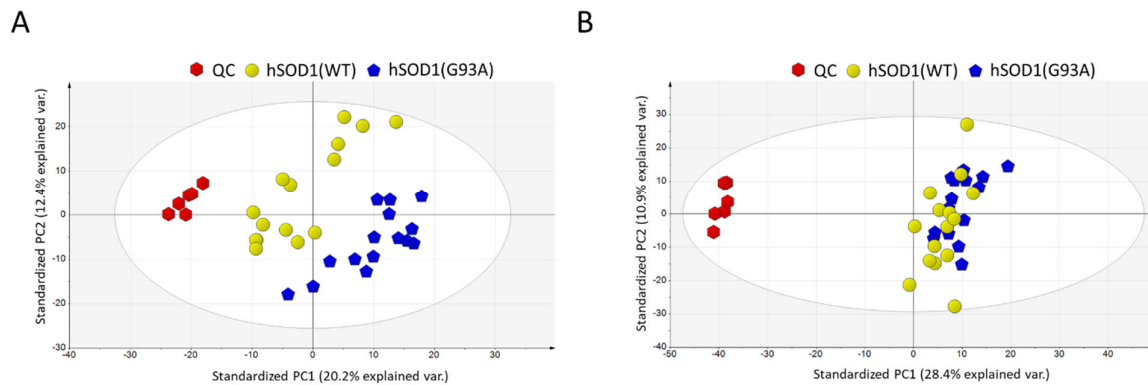 A
QC hSOD1(WT) hSOD1(G93A)
Standardized PC2 (12.4% explained var.)
20
10
0
-10
-20
-30
-40 -30 -20 -10 0 10 20 30
Standardized PC1 (20.2% explained var.)
B
QC hSOD1(WT) hSOD1(G93A)
Standardized PC2 (10.9% explained var.)
30
20
10
0
-10
-20
-30
-40
-50 -40 -30 -20 -10 0 10 20 30 40
Standardized PC1 (28.4% explained var.)